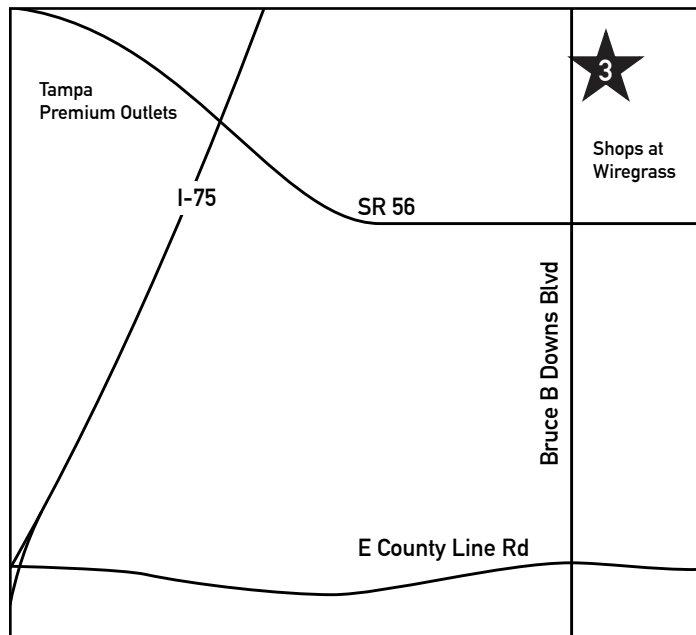 3
Tampa
Premium Outlets
Shops at
Wiregrass
I-75
SR 56
Bruce B Downs Blvd
E County Line Rd